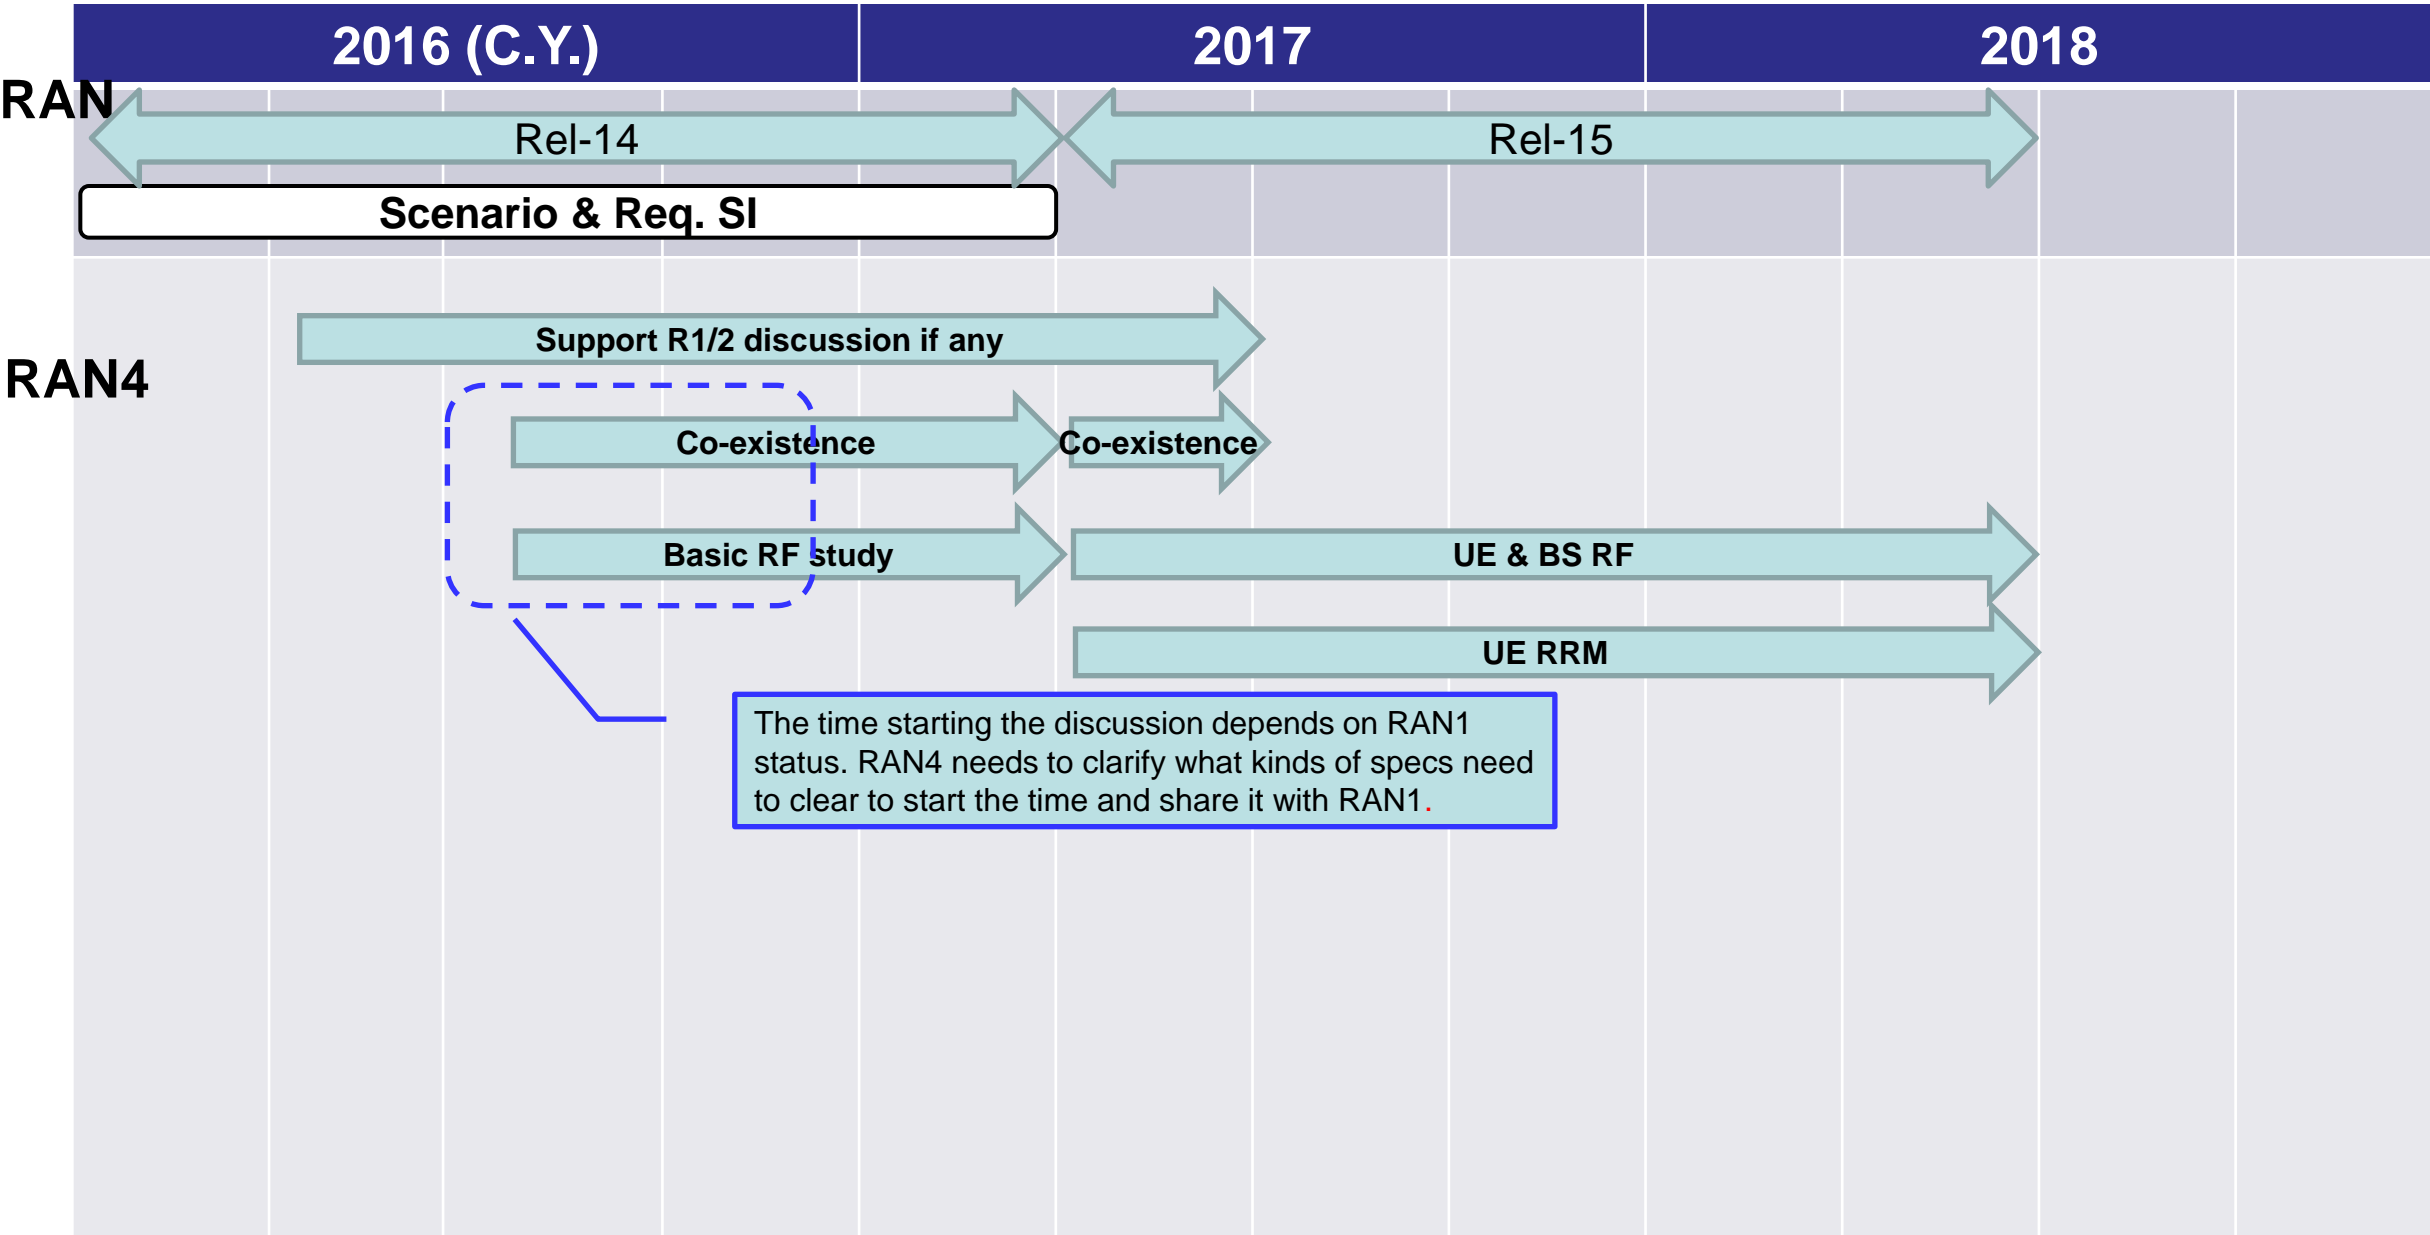 2016 (C.Y.)
2017
2018
RAN
Rel-14
Rel-15
Scenario & Req. SI
RAN4
Support R1/2 discussion if any
Co-existence
Co-existence
Basic RF study
UE & BS RF
UE RRM
The time starting the discussion depends on RAN1
status. RAN4 needs to clarify what kinds of specs need
to clear to start the time and share it with RAN1.